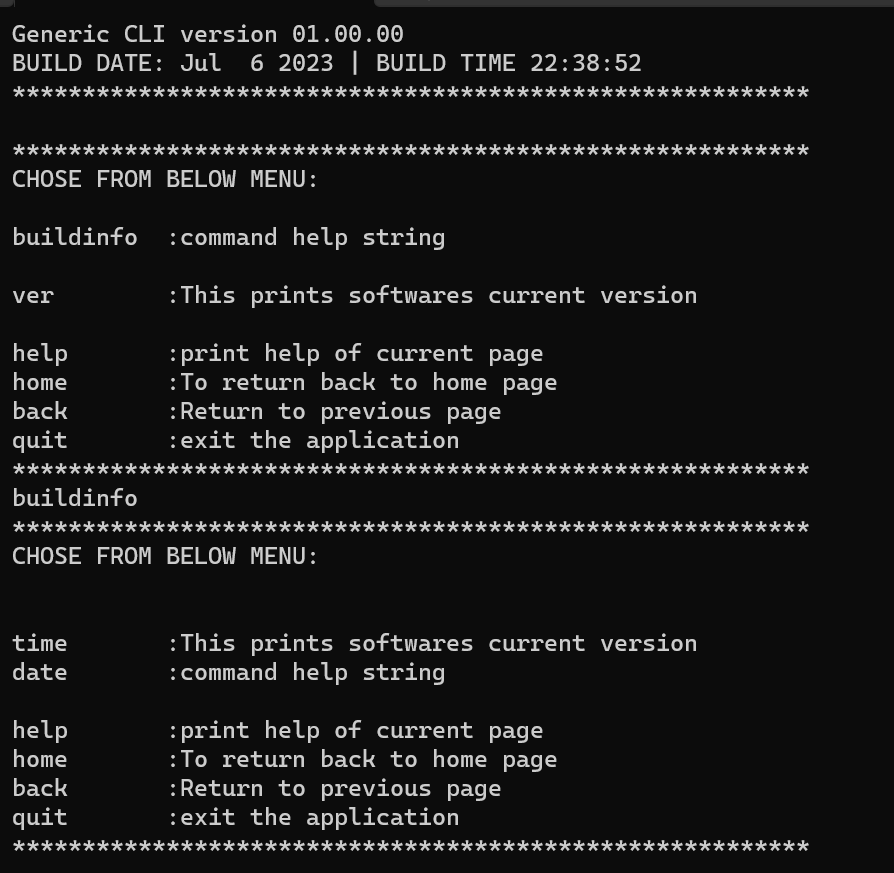 Generic CLI version 01.00.00
BUILD DATE: Jul  6 2023 | BUILD TIME 22:38:52
*********************************************************
*********************************************************
CHOSE FROM BELOW MENU:
buildinfo  :command help string
ver        :This prints softwares current version
help       :print help of current page
home       :To return back to home page
back       :Return to previous page
quit       :exit the application
*********************************************************
buildinfo
*********************************************************
CHOSE FROM BELOW MENU:
time       :This prints softwares current version
date       :command help string
help       :print help of current page
home       :To return back to home page
back       :Return to previous page
quit       :exit the application
*********************************************************